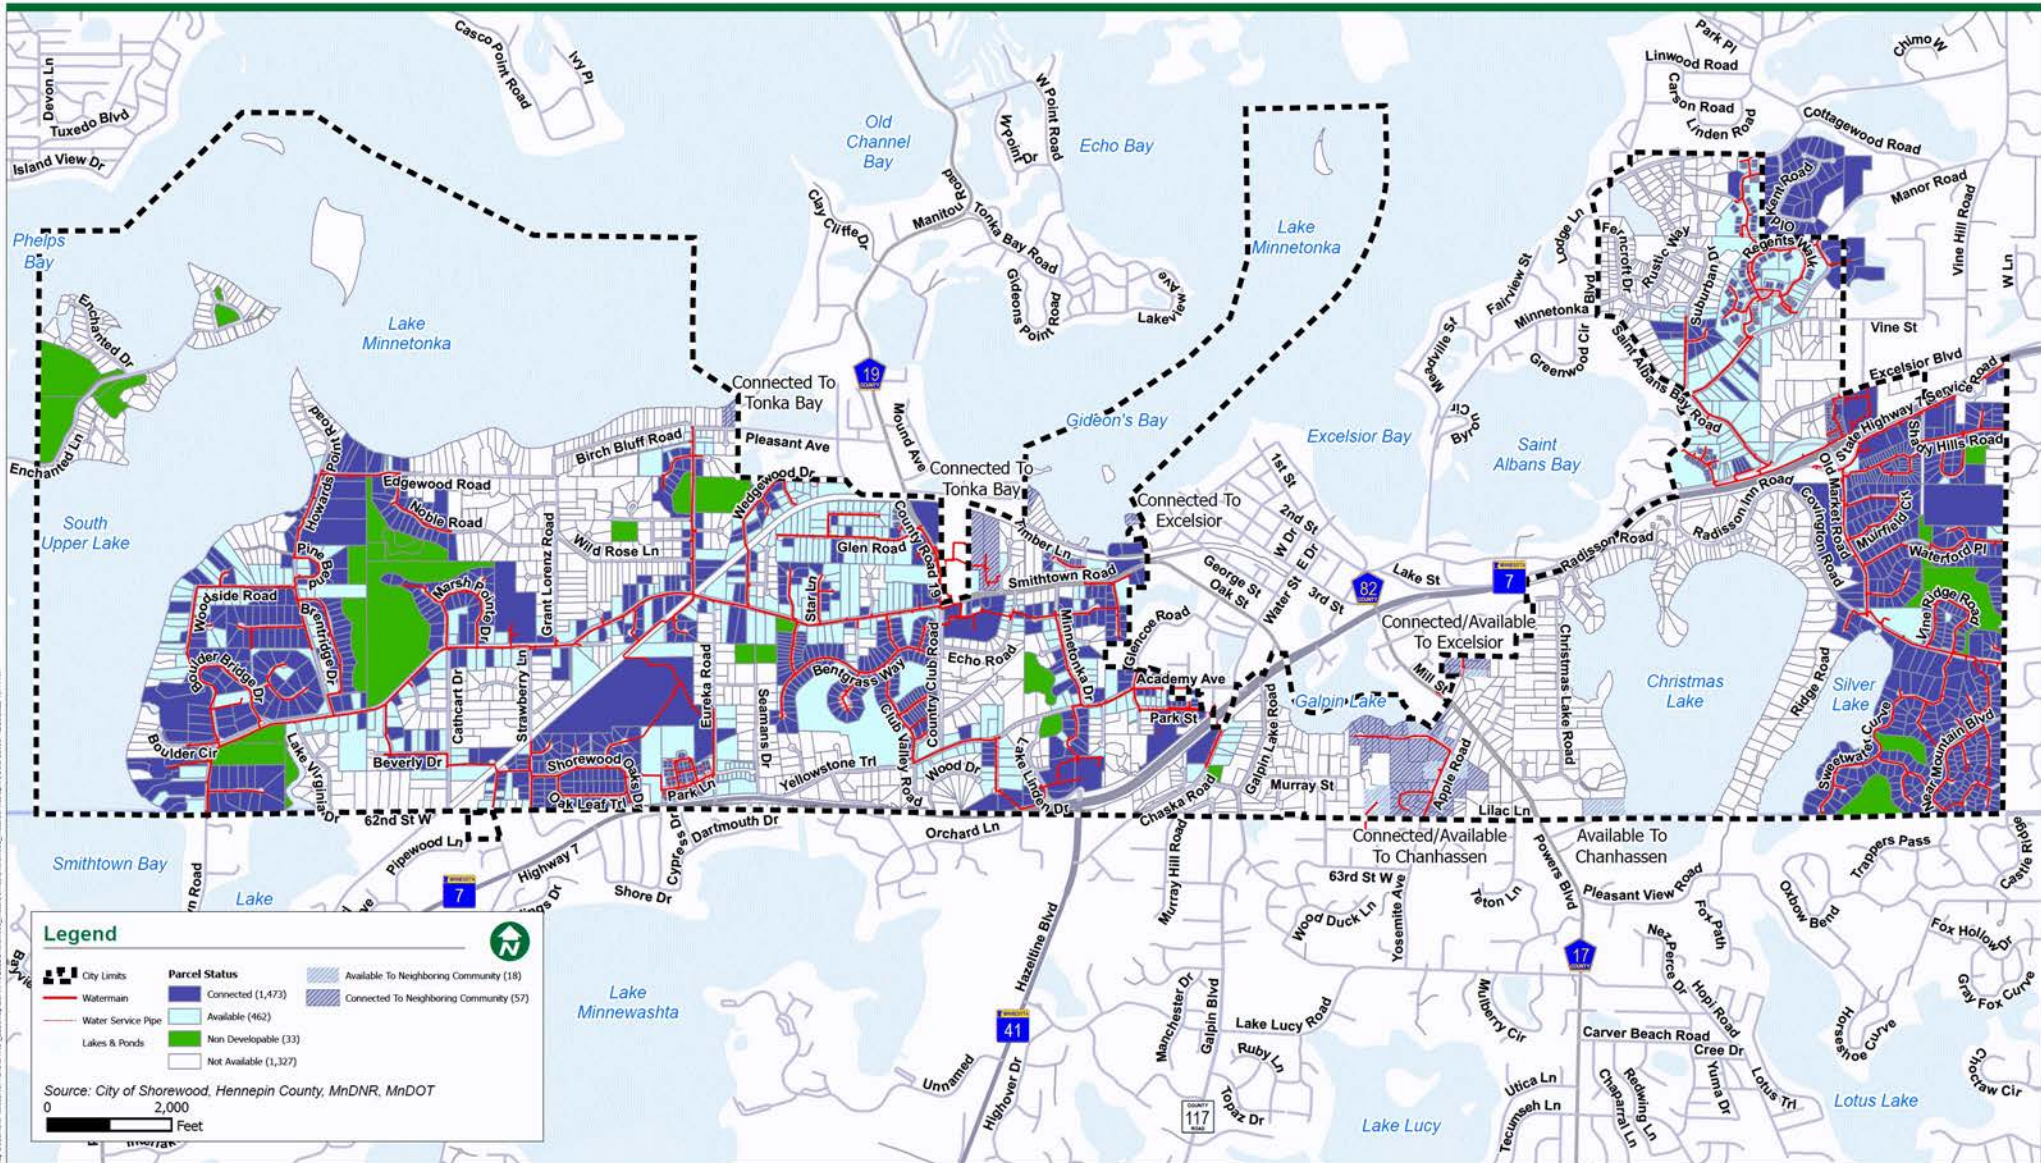 Devon Ln
Tuxedo Blvd
Island View Dr
Casco Point Road
Ivy Pl
Old
Channel
Bay
W Point Road
W Point Dr
Echo Bay
Clay Cliffe Dr
Manitou Road
Tonka Bay Road
Gideons Point Road
Lakeview Ave
Lake
Minnetonka
Park Pl
Linwood Road
Carson Road
Linden Road
Chimo W
Cottagewood Road
Manor Road
Kent Road
Vine Hill Road
W Ln
Lodge Ln
Ferncroft Dr
Rustic Way
Suburban Dr
Regents Walk
Fairview St
Minnetonka Blvd
Greenwood Cir
Saint Albans Bay Road
Meadville St
Byron Cir
Vine St
Excelsior Blvd
State Highway 7 Service Road
Shady Hills Road
Phelps
Bay
Enchanted Dr
Enchanted Ln
Lake
Minnetonka
South
Upper Lake
Connected To
Tonka Bay
19
COUNTY
Mound Ave
Pleasant Ave
Gideon's Bay
Excelsior Bay
Saint
Albans Bay
Howards Point Road
Birch Bluff Road
Edgewood Road
Noble Road
Wild Rose Ln
Grant Lorenz Road
Wedgewood Dr
Glen Road
County Road 19
Connected To
Tonka Bay
Timber Ln
Smithtown Road
Connected To
Excelsior
1st St
2nd St
W Dr
E Dr
3rd St
George St
Oak St
Water St
82
COUNTY
Lake St
MINNESOTA
7
Radisson Road
Radisson Inn Road
Old Market Road
Covington Road
Muirfield Cir
Waterford Pl
Vine Ridge Road
Pine Bend
Woodside Road
Brentridge Dr
Marsh Pointe Dr
Boulder Bridge Dr
Boulder Cir
Star Ln
Bentgrass Way
Echo Road
Minnetonka Dr
Glencoe Road
Academy Ave
Park St
Connected/Available
To Excelsior
Mill St
Galpin Lake
Galpin Lake Road
Christmas Lake Road
Christmas
Lake
Ridge Road
Silver
Lake
Sweetwater Curve
Near Mountain Blvd
Lake Virginia Dr
Beverly Dr
Cathcart Dr
Strawberry Ln
Shorewood Oaks Dr
Oak Leaf Trl
Park Ln
Eureka Road
Seamans Dr
Yellowstone Trl
Club Valley Road
Country Club Road
Wood Dr
Lake Linden Dr
Chaska Road
Murray St
Apple Road
Lilac Ln
62nd St W
Pipewood Ln
Highway 7
Cypress Dr
Dartmouth Dr
Shore Dr
Orchard Ln
Murray Hill Road
Connected/Available
To Chanhassen
Available To
Chanhassen
Powers Blvd
63rd St W
Wood Duck Ln
Yosemite Ave
Teton Ln
Pleasant View Road
Fox Path
Oxbow Bend
Trappers Pass
Castle Ridge
Fox Hollow Dr
Gray Fox Curve
Horseshoe Curve
Choctaw Cir
Smithtown Bay
Lake
MINNESOTA
7
Hazeltine Blvd
Lake
Minnewashta
MINNESOTA
41
Highover Dr
Unnamed
Manchester Dr
Galpin Blvd
Lake Lucy Road
Ruby Ln
Topaz Dr
COUNTY
117
ROAD
17
COUNTY
Nez Perce Dr
Hopi Road
Mulberry Cir
Carver Beach Road
Cree Dr
Yuma Dr
Lotus Trl
Redwing Ln
Chaparral Ln
Utica Ln
Tecumseh Ln
Lake Lucy
Lotus Lake
Legend
N
City Limits
Watermain
Water Service Pipe
Lakes & Ponds
Parcel Status
Connected (1,473)
Available (462)
Non Developable (33)
Not Available (1,327)
Available To Neighboring Community (18)
Connected To Neighboring Community (57)
Source: City of Shorewood, Hennepin County, MnDNR, MnDOT
0 2,000
Feet